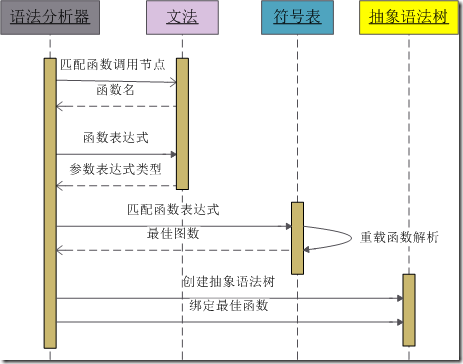 语法分析器
文法
符号表
抽象语法树
匹配函数调用节点
函数名
函数表达式
参数表达式类型
匹配函数表达式
最佳图数
重载函数解析
创建抽象语法树
绑定最佳函数